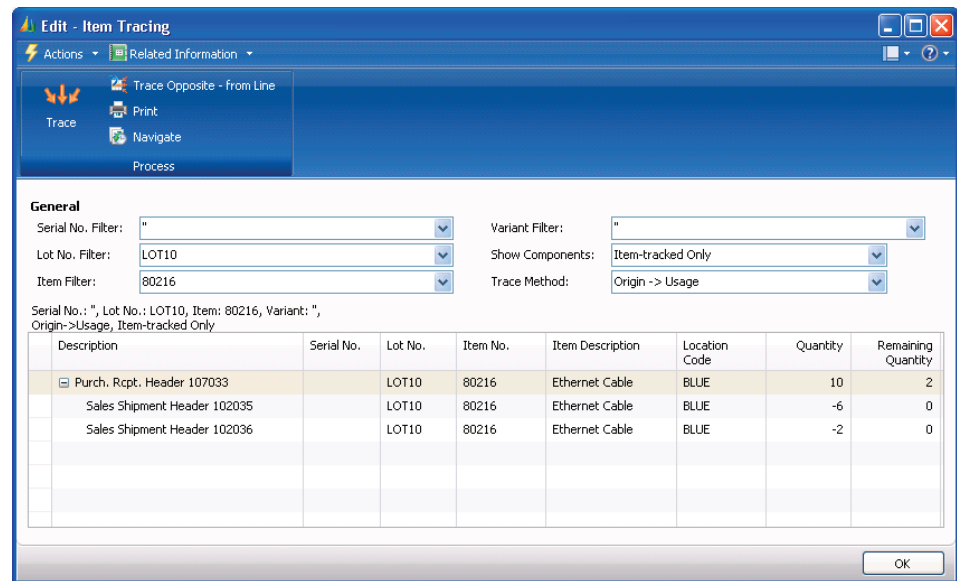 Edit - Item Tracing
Actions Related Information
Trace
Trace Opposite - from Line
Print
Navigate
Process
General
Serial No. Filter: '' Variant Filter: ''
Lot No. Filter: LOT10 Show Components: Item-tracked Only
Item Filter: 80216 Trace Method: Origin -> Usage
Serial No.: '', Lot No.: LOT10, Item: 80216, Variant: '',
Origin->Usage, Item-tracked Only
Description Serial No. Lot No. Item No. Item Description Location Code Quantity Remaining Quantity
Purch. Rcpt. Header 107033 LOT10 80216 Ethernet Cable BLUE 10 2
Sales Shipment Header 102035 LOT10 80216 Ethernet Cable BLUE -6 0
Sales Shipment Header 102036 LOT10 80216 Ethernet Cable BLUE -2 0
OK